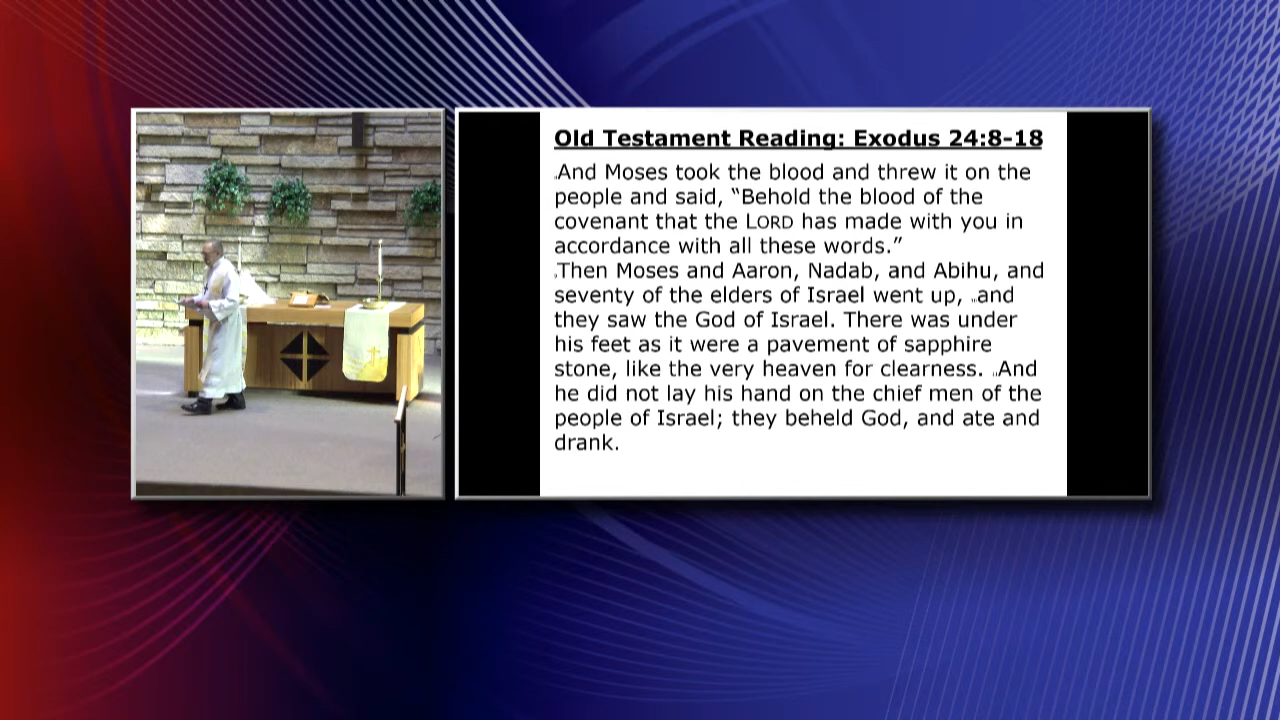 Old Testament Reading: Exodus 24:8-18
And Moses took the blood and threw it on the
people and said, “Behold the blood of the
covenant that the LORD has made with you in
accordance with all these words.”
Then Moses and Aaron, Nadab, and Abihu, and
seventy of the elders of Israel went up, and
they saw the God of Israel. There was under
his feet as it were a pavement of sapphire
stone, like the very heaven for clearness. And
he did not lay his hand on the chief men of the
people of Israel; they beheld God, and ate and
drank.